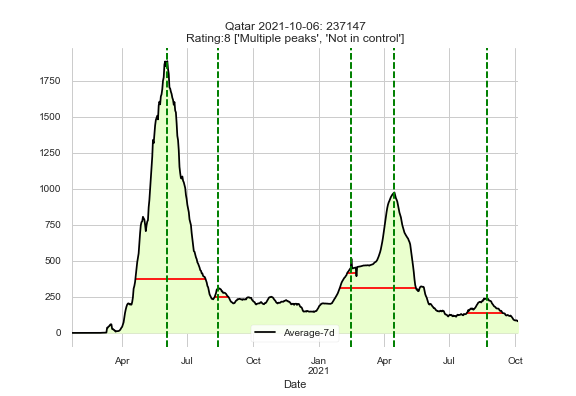 Qatar 2021-10-06: 237147
Rating:8 ['Multiple peaks', 'Not in control']
1750
1500
1250
1000
750
500
250
0
Average-7d
Apr Jul Oct Jan Apr Jul Oct
2021
Date